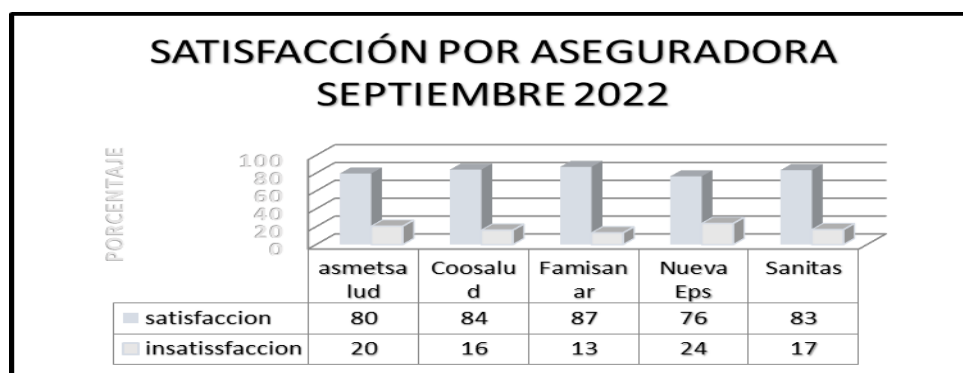 SATISFACCIÓN POR ASEGURADORA
SEPTIEMBRE 2022
PORCENTAJE
100
80
60
40
20
0
asmetsa
lud
Coosalu
d
Famisan
ar
Nueva
Eps
Sanitas
satisfaccion 80 84 87 76 83
insatissfaccion 20 16 13 24 17